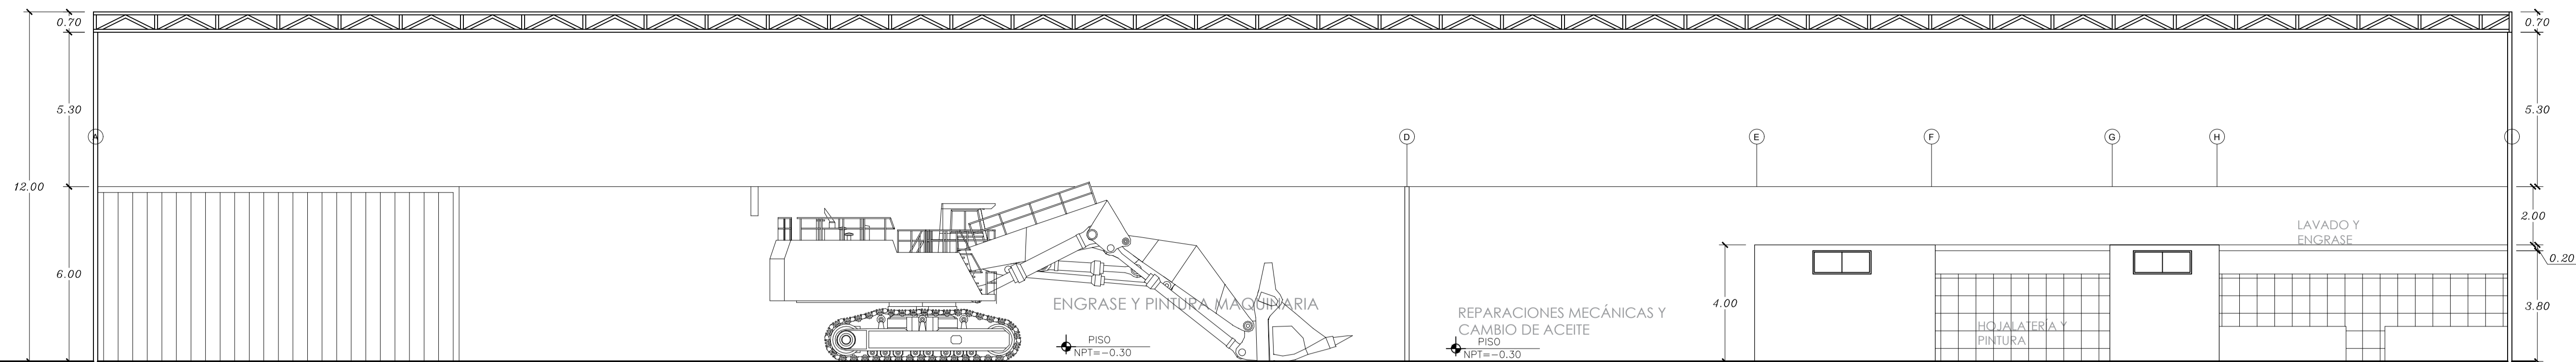 0.70
0.70
5.30
5.30
A
D
E
F
G
H
12.00
2.00
LAVADO Y
ENGRASE
0.20
6.00
ENGRASE Y PINTURA MAQUINARIA
4.00
3.80
REPARACIONES MECÁNICAS Y
CAMBIO DE ACEITE
HOJALATERÍA Y
PINTURA
PISO
NPT=-0.30
PISO
NPT=-0.30